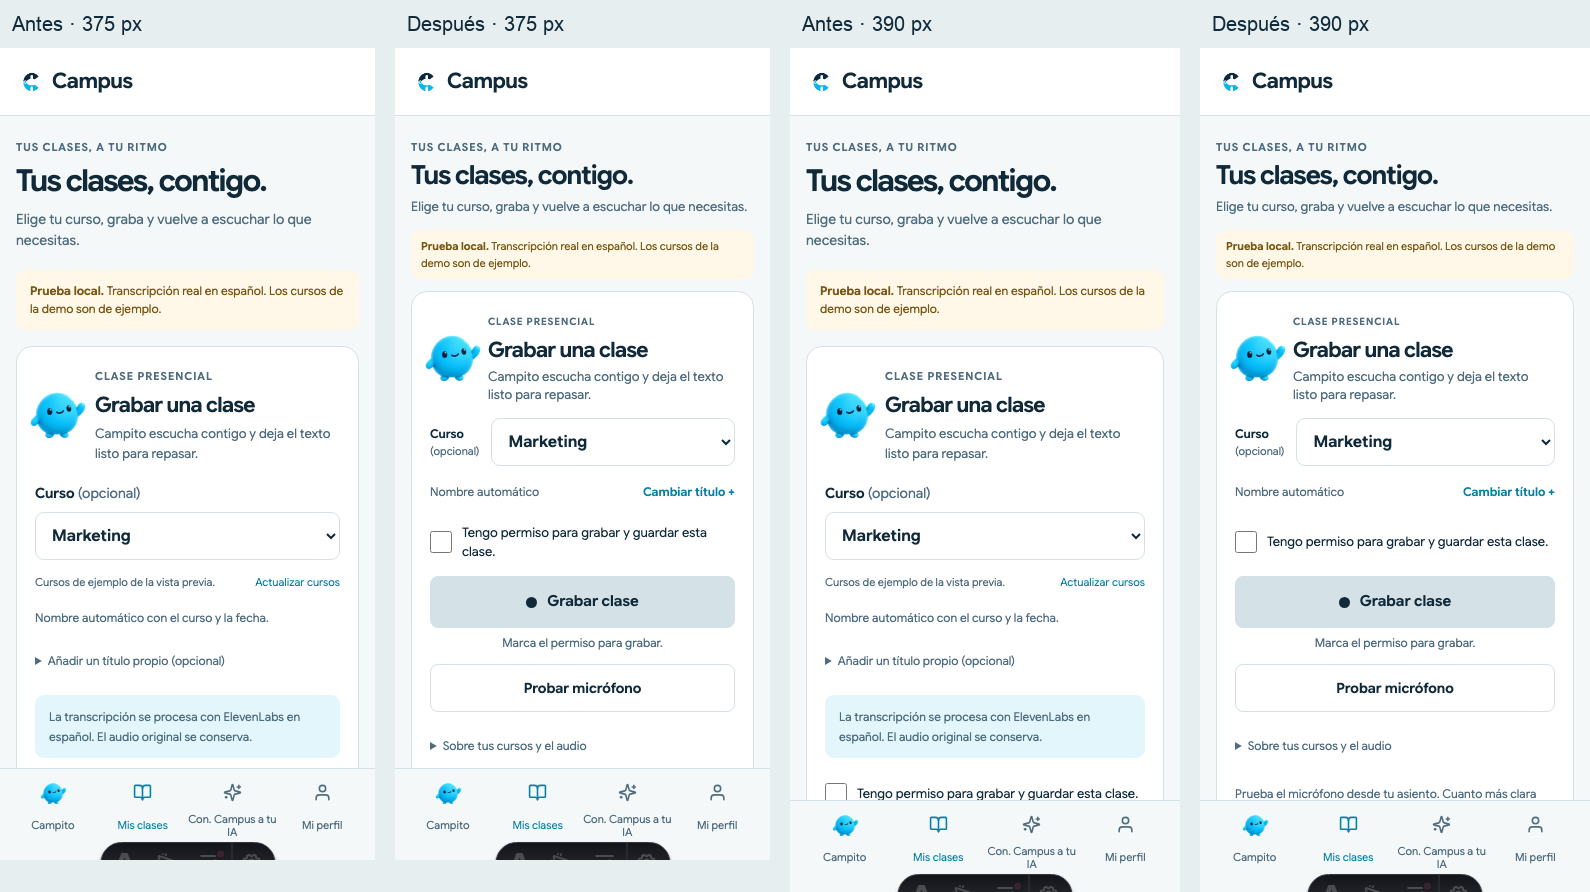 Antes · 375 px
Campus
TUS CLASES, A TU RITMO
Tus clases, contigo.
Elige tu curso, graba y vuelve a escuchar lo que
necesitas.
Prueba local. Transcripción real en español. Los cursos de
la demo son de ejemplo.
CLASE PRESENCIAL
Grabar una clase
Campito escucha contigo y deja el texto
listo para repasar.
Curso (opcional)
Marketing
Cursos de ejemplo de la vista previa.
Actualizar cursos
Nombre automático con el curso y la fecha.
Añadir un título propio (opcional)
La transcripción se procesa con ElevenLabs en
español. El audio original se conserva.
Campito
Mis clases
Con. Campus a tu
IA
Mi perfil
Después · 375 px
Campus
TUS CLASES, A TU RITMO
Tus clases, contigo.
Elige tu curso, graba y vuelve a escuchar lo que necesitas.
Prueba local. Transcripción real en español. Los cursos de la
demo son de ejemplo.
CLASE PRESENCIAL
Grabar una clase
Campito escucha contigo y deja el texto
listo para repasar.
Curso
(opcional)
Marketing
Nombre automático
Cambiar título +
Tengo permiso para grabar y guardar esta
clase.
Grabar clase
Marca el permiso para grabar.
Probar micrófono
Sobre tus cursos y el audio
Campito
Mis clases
Con. Campus a tu
IA
Mi perfil
Antes · 390 px
Campus
TUS CLASES, A TU RITMO
Tus clases, contigo.
Elige tu curso, graba y vuelve a escuchar lo que
necesitas.
Prueba local. Transcripción real en español. Los cursos de la
demo son de ejemplo.
CLASE PRESENCIAL
Grabar una clase
Campito escucha contigo y deja el texto
listo para repasar.
Curso (opcional)
Marketing
Cursos de ejemplo de la vista previa.
Actualizar cursos
Nombre automático con el curso y la fecha.
Añadir un título propio (opcional)
La transcripción se procesa con ElevenLabs en
español. El audio original se conserva.
Tengo permiso para grabar y guardar esta clase.
Campito
Mis clases
Con. Campus a tu
IA
Mi perfil
Después · 390 px
Campus
TUS CLASES, A TU RITMO
Tus clases, contigo.
Elige tu curso, graba y vuelve a escuchar lo que necesitas.
Prueba local. Transcripción real en español. Los cursos de la demo
son de ejemplo.
CLASE PRESENCIAL
Grabar una clase
Campito escucha contigo y deja el texto
listo para repasar.
Curso
(opcional)
Marketing
Nombre automático
Cambiar título +
Tengo permiso para grabar y guardar esta clase.
Grabar clase
Marca el permiso para grabar.
Probar micrófono
Sobre tus cursos y el audio
Prueba el micrófono desde tu asiento. Cuanto más clara
Campito
Mis clases
Con. Campus a tu
IA
Mi perfil